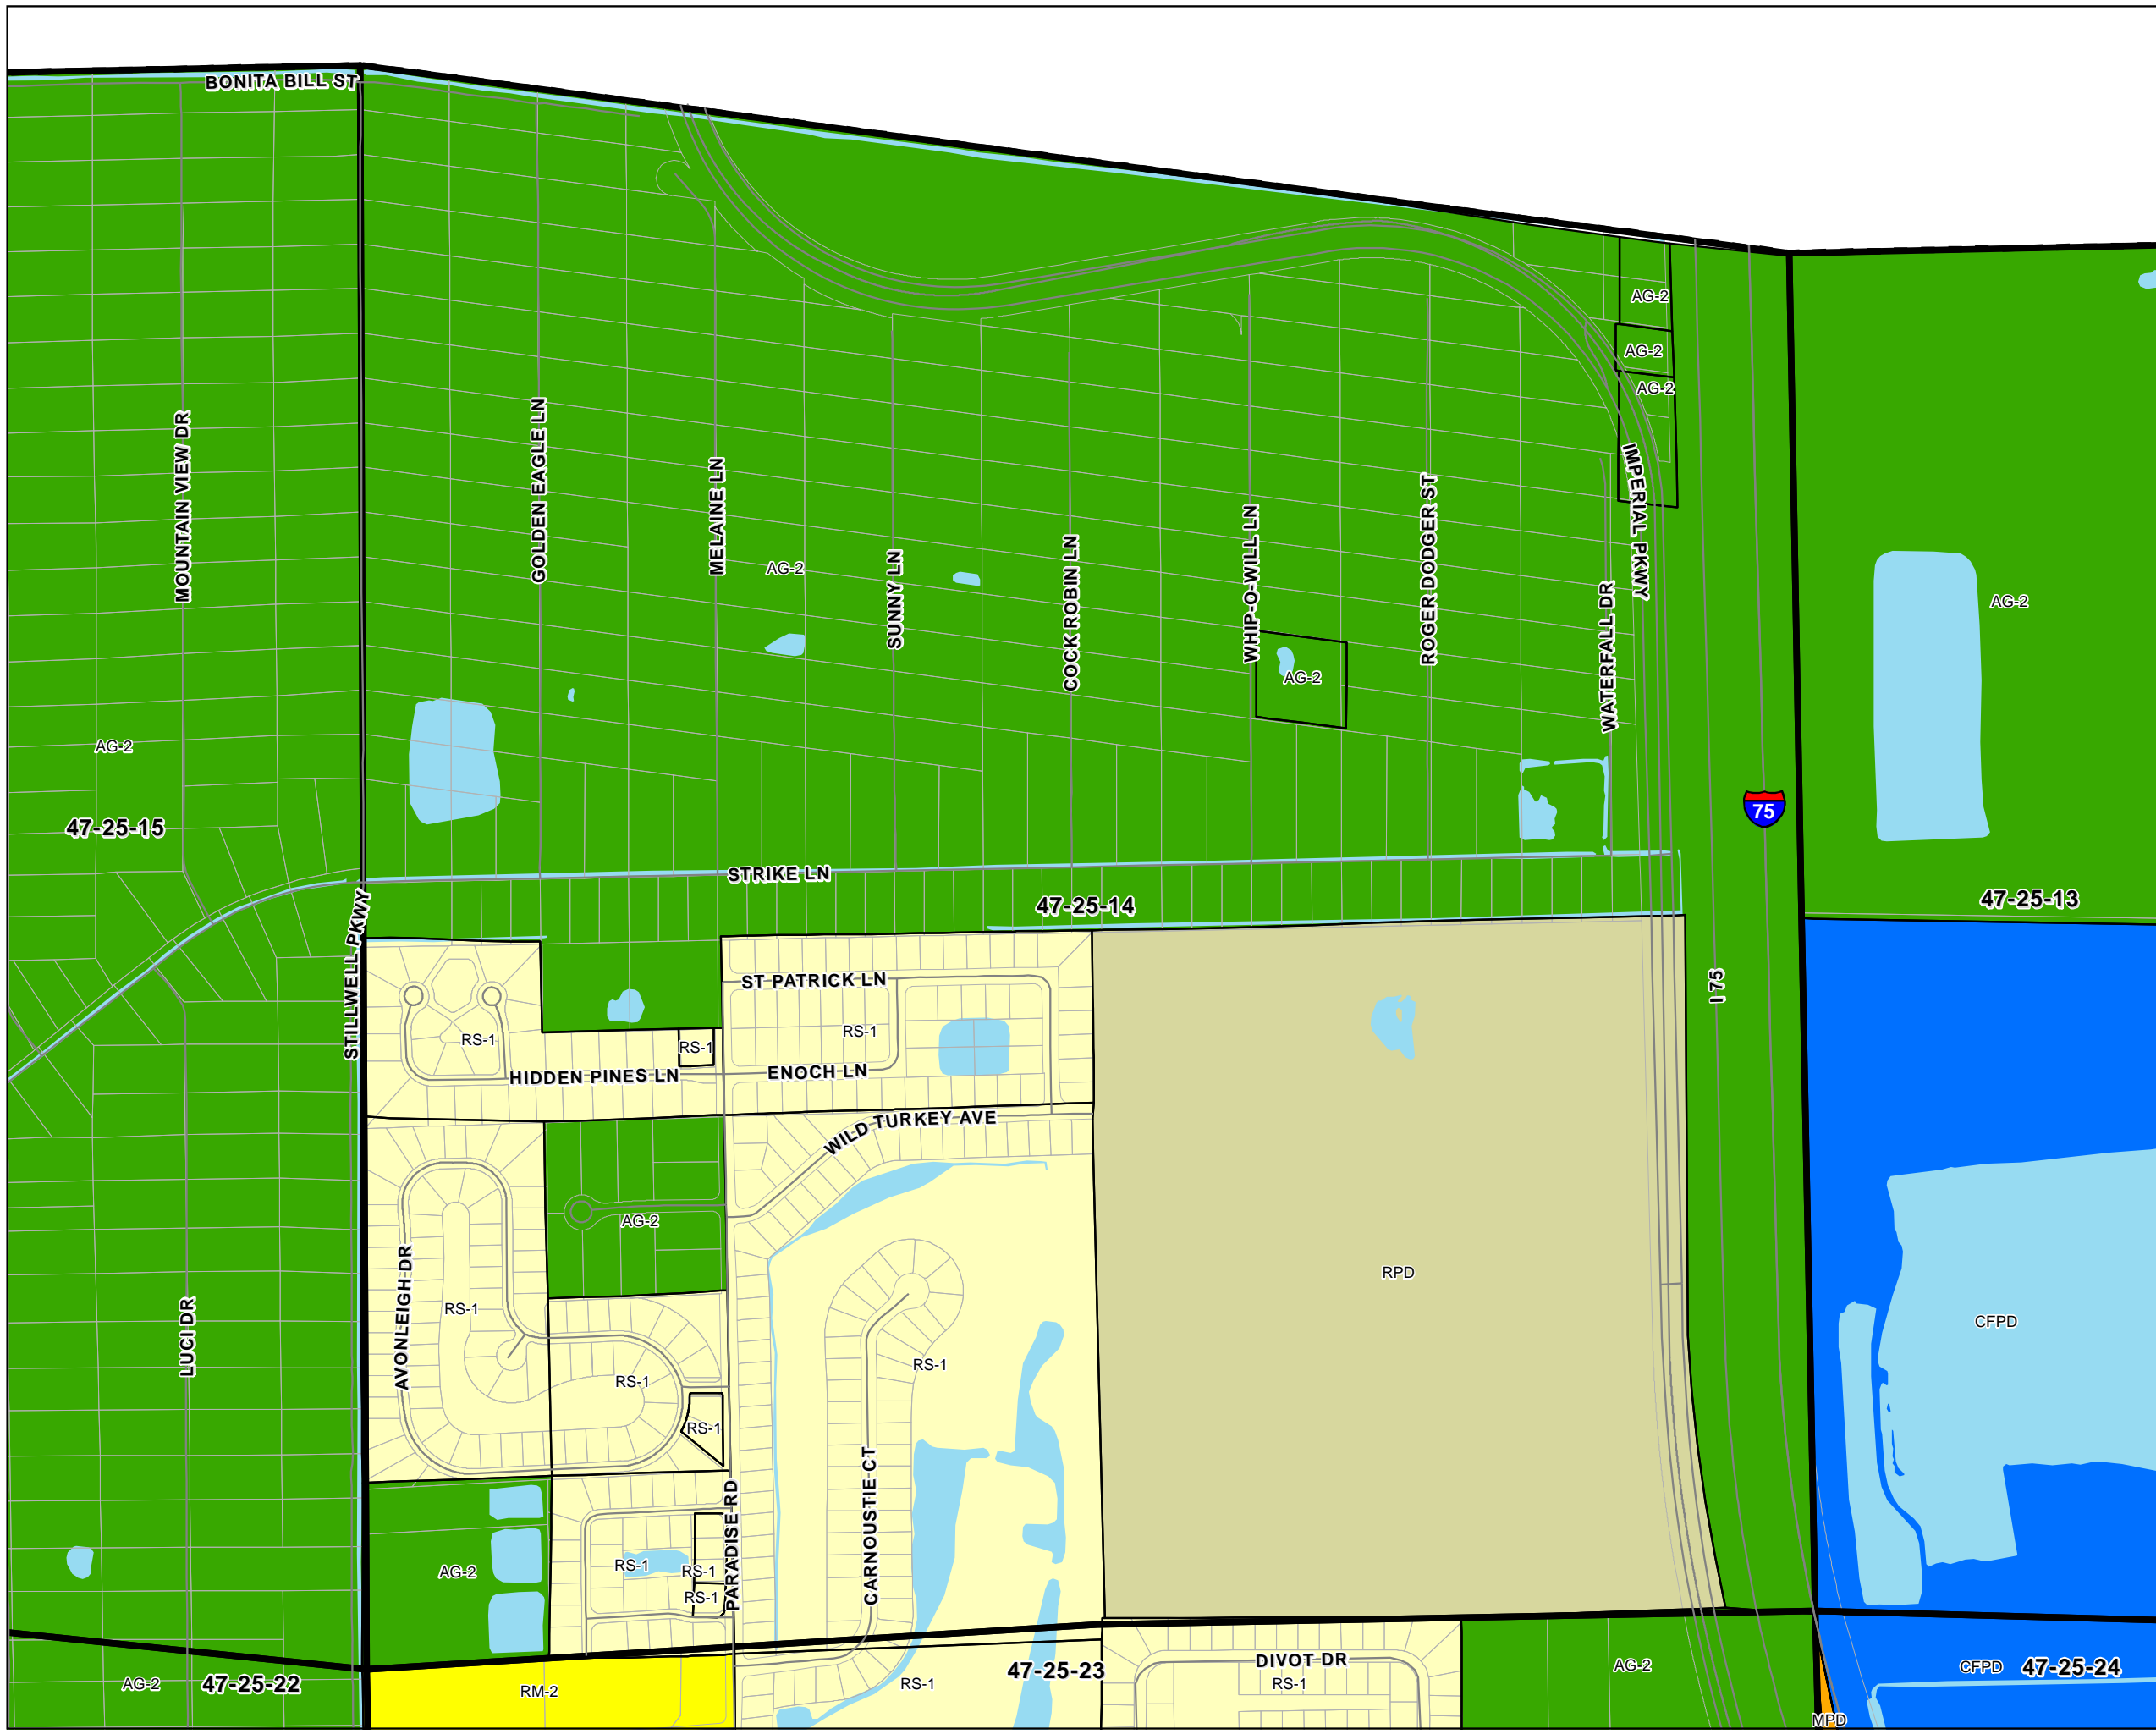 BONITA BILL ST
AG-2
AG-2
AG-2
MOUNTAIN VIEW DR
GOLDEN EAGLE LN
MELAINE LN
SUNNY LN
COCK ROBIN LN
WHIP-O-WILL LN
ROGER DODGER ST
IMPERIAL PKWY
WATERFALL DR
AG-2
AG-2
AG-2
AG-2
75
47-25-15
STRIKE LN
47-25-14
47-25-13
STILLWELL PKWY
ST PATRICK LN
I 75
RS-1
RS-1
RS-1
HIDDEN PINES LN
ENOCH LN
WILD TURKEY AVE
AG-2
RPD
AVONLEIGH DR
LUCI DR
RS-1
CFPD
RS-1
RS-1
RS-1
CARNOUSTIE CT
PARADISE RD
AG-2
RS-1
RS-1
RS-1
AG-2
47-25-22
RM-2
RS-1
47-25-23
DIVOT DR
RS-1
AG-2
CFPD
47-25-24
MPD